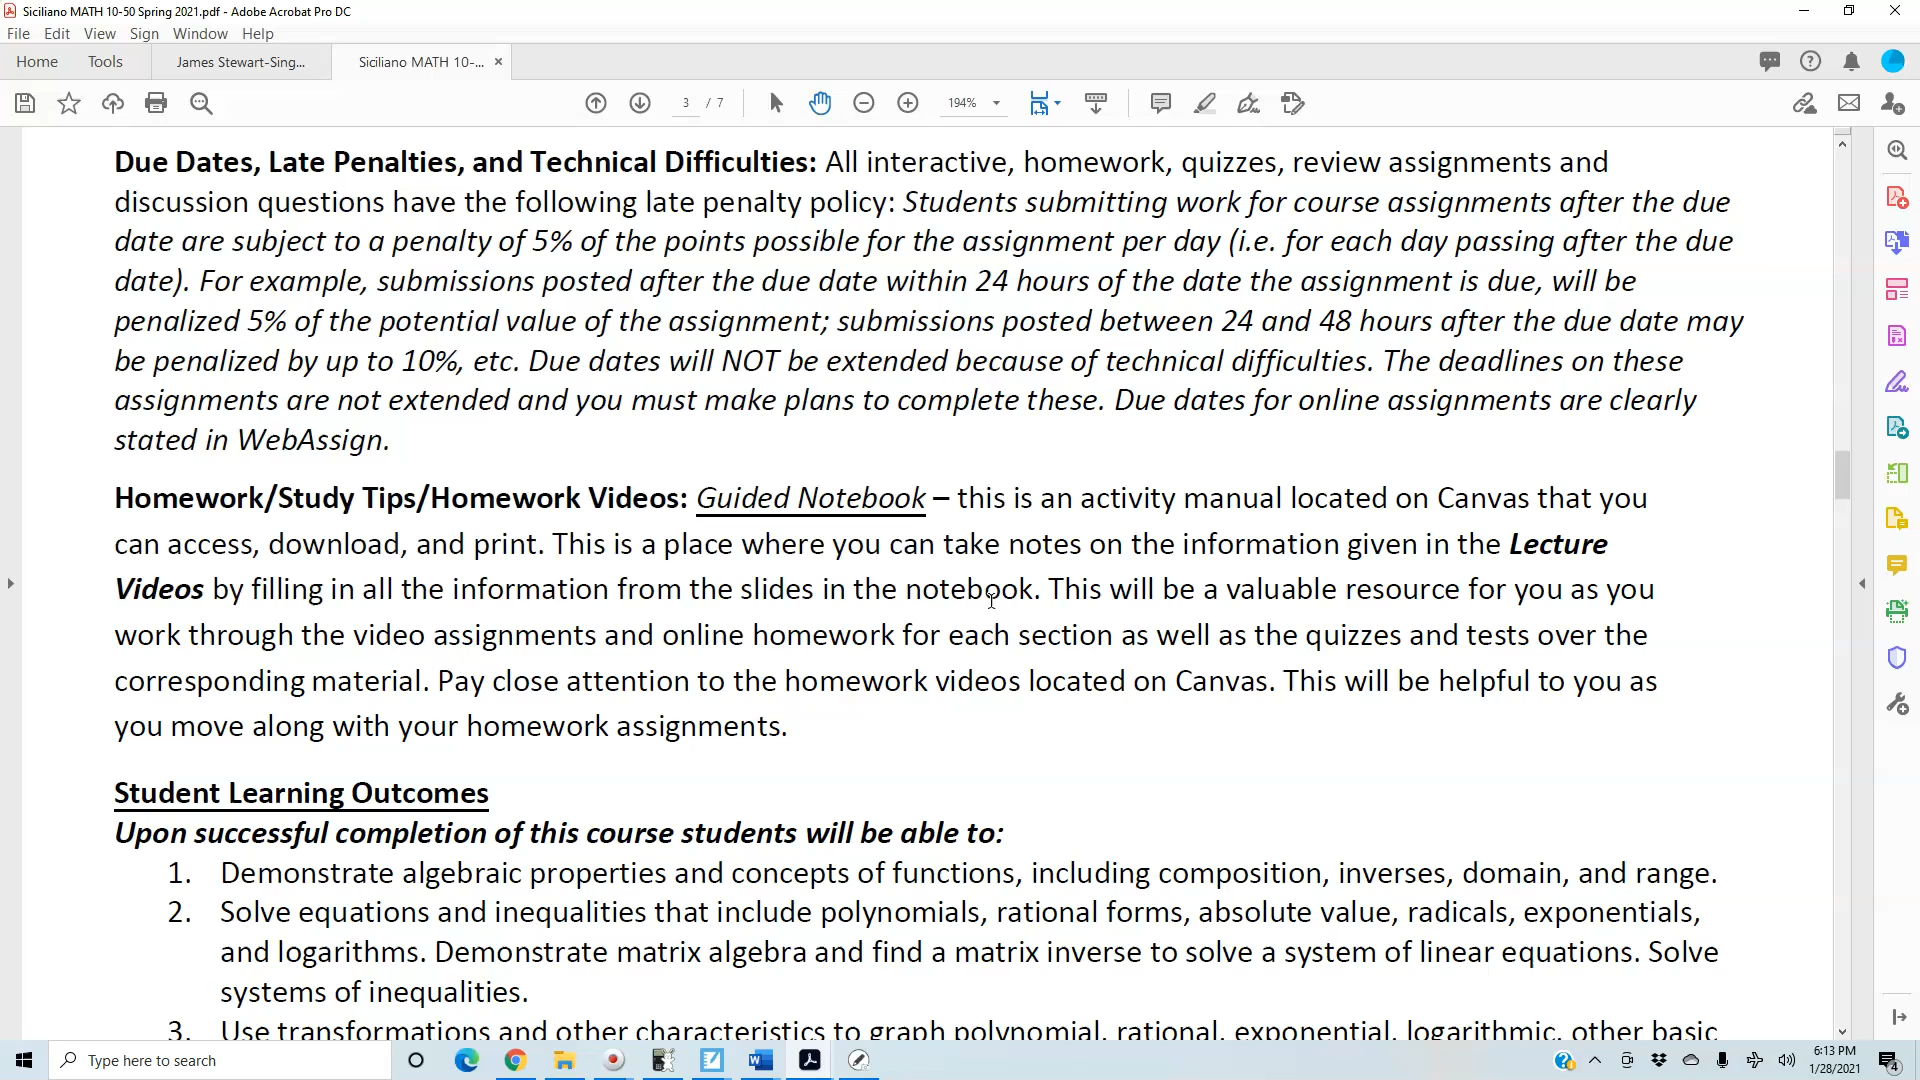 Siciliano MATH 10-50 Spring 2021.pdf - Adobe Acrobat Pro DC
File Edit View Sign Window Help
Home Tools James Stewart-Sing... Siciliano MATH 10-... ×
3 / 7 194%
Due Dates, Late Penalties, and Technical Difficulties: All interactive, homework, quizzes, review assignments and
discussion questions have the following late penalty policy: Students submitting work for course assignments after the due
date are subject to a penalty of 5% of the points possible for the assignment per day (i.e. for each day passing after the due
date). For example, submissions posted after the due date within 24 hours of the date the assignment is due, will be
penalized 5% of the potential value of the assignment; submissions posted between 24 and 48 hours after the due date may
be penalized by up to 10%, etc. Due dates will NOT be extended because of technical difficulties. The deadlines on these
assignments are not extended and you must make plans to complete these. Due dates for online assignments are clearly
stated in WebAssign.
Homework/Study Tips/Homework Videos: Guided Notebook – this is an activity manual located on Canvas that you
can access, download, and print. This is a place where you can take notes on the information given in the Lecture
Videos by filling in all the information from the slides in the notebook. This will be a valuable resource for you as you
work through the video assignments and online homework for each section as well as the quizzes and tests over the
corresponding material. Pay close attention to the homework videos located on Canvas. This will be helpful to you as
you move along with your homework assignments.
Student Learning Outcomes
Upon successful completion of this course students will be able to:
1. Demonstrate algebraic properties and concepts of functions, including composition, inverses, domain, and range.
2. Solve equations and inequalities that include polynomials, rational forms, absolute value, radicals, exponentials,
and logarithms. Demonstrate matrix algebra and find a matrix inverse to solve a system of linear equations. Solve
systems of inequalities.
3. Use transformations and other characteristics to graph polynomial, rational, exponential, logarithmic, other basic
Type here to search
6:13 PM
1/28/2021
4